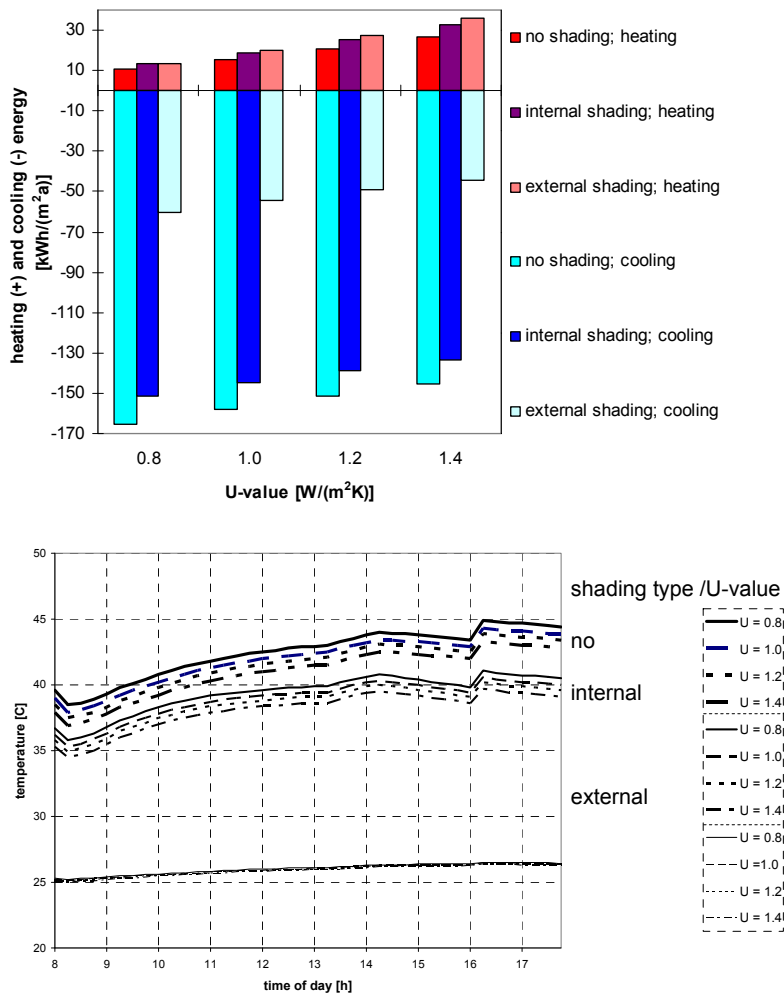 30
10
-10
-30
-50
-70
-90
-110
-130
-150
-170
heating (+) and cooling (-) energy
[kWh/(m²a)]
0.8 1.0 1.2 1.4
U-value [W/(m²K)]
no shading; heating
internal shading; heating
external shading; heating
no shading; cooling
internal shading; cooling
external shading; cooling
50
45
40
35
30
25
20
temperature [C]
8 9 10 11 12 13 14 15 16 17
time of day [h]
shading type /U-value
no
internal
external
U = 0.8
U = 1.0
U = 1.2
U = 1.4
U = 0.8
U = 1.0
U = 1.2
U = 1.4
U = 0.8
U =1.0
U = 1.2
U = 1.4